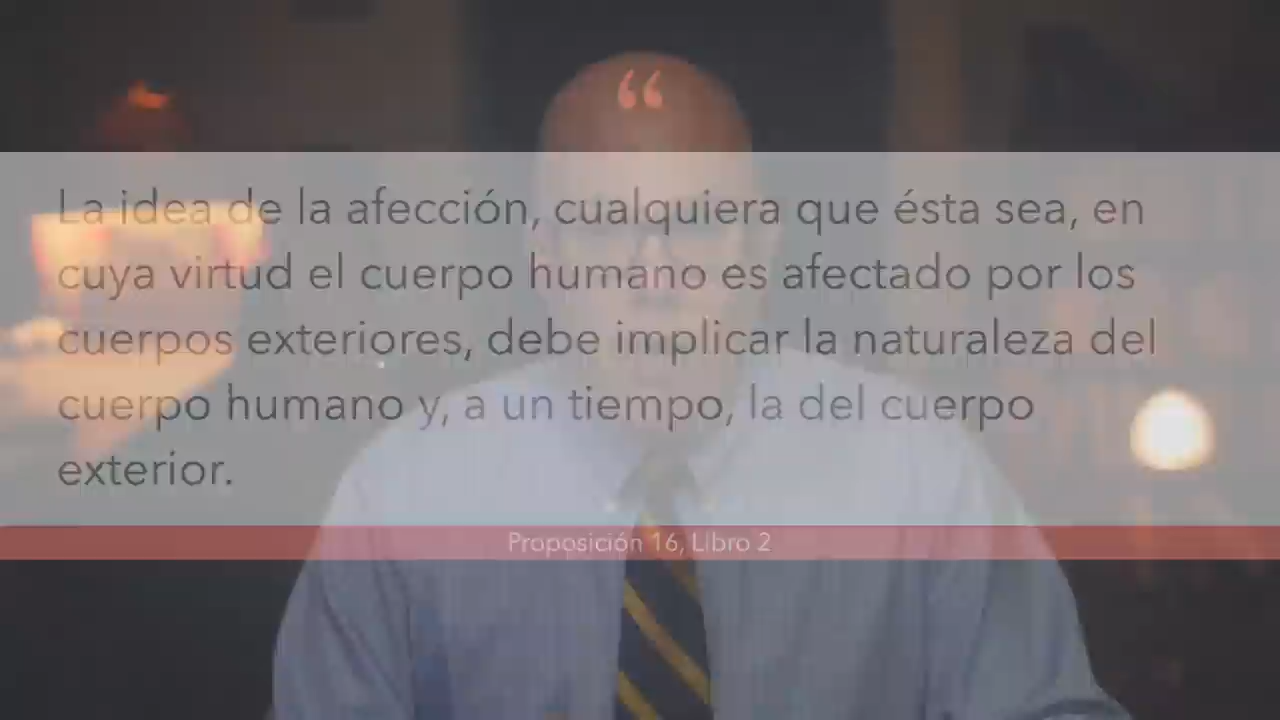 “
La idea de la afección, cualquiera que ésta sea, en
cuya virtud el cuerpo humano es afectado por los
cuerpos exteriores, debe implicar la naturaleza del
cuerpo humano y, a un tiempo, la del cuerpo
exterior.
Proposición 16, Libro 2